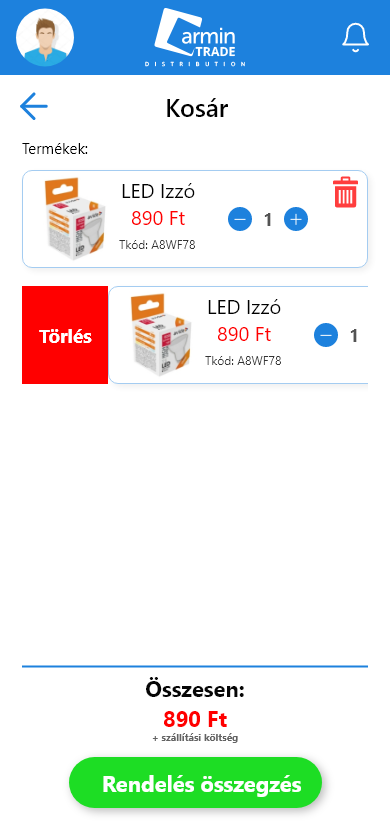 Carmin
TRADE
DISTRIBUTION
Kosár
Termékek:
LED Izzó
890 Ft
Tkód: A8WF78
1
Törlés
LED Izzó
890 Ft
Tkód: A8WF78
1
Összesen:
890 Ft
+ szállítási költség
Rendelés összegzés